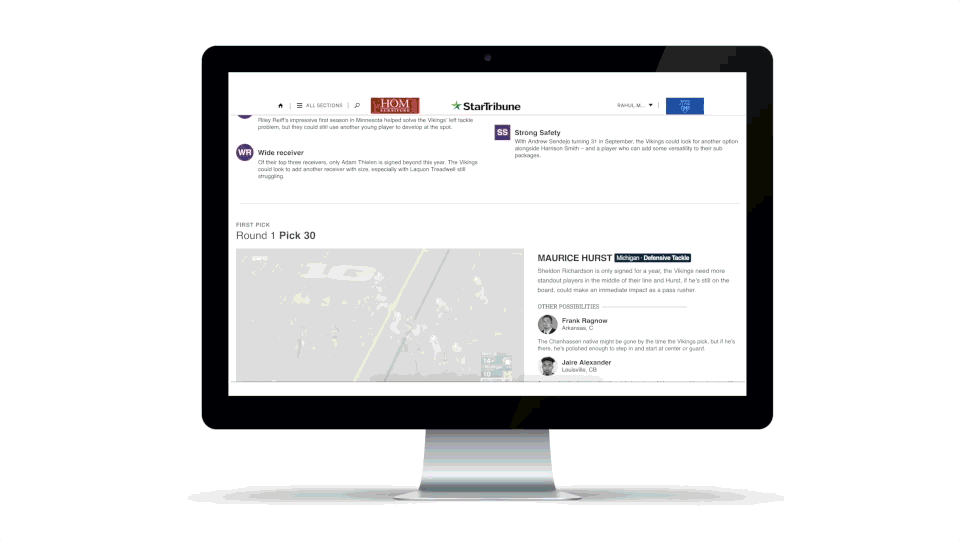 ALL SECTIONS
HOM
FURNITURE
StarTribune
RAHUL M...
Riley Reiff's impressive first season in Minnesota helped solve the Vikings' left tackle
problem, but they could still use another young player to develop at the spot.
WR Wide receiver
Of their top three receivers, only Adam Thielen is signed beyond this year. The Vikings
could look to add another receiver with size, especially with Laquon Treadwell still
struggling.
SS Strong Safety
With Andrew Sendejo turning 31 in September, the Vikings could look for another option
alongside Harrison Smith – and a player who can add some versatility to their sub
packages.
FIRST PICK
Round 1 Pick 30
10
MAURICE HURST Michigan · Defensive Tackle
Sheldon Richardson is only signed for a year, the Vikings need more
standout players in the middle of their line and Hurst, if he's still on the
board, could make an immediate impact as a pass rusher.
OTHER POSSIBILITIES
Frank Ragnow
Arkansas, C
The Chanhassen native might be gone by the time the Vikings pick, but if he's
there, he's polished enough to step in and start at center or guard.
Jaire Alexander
Louisville, CB